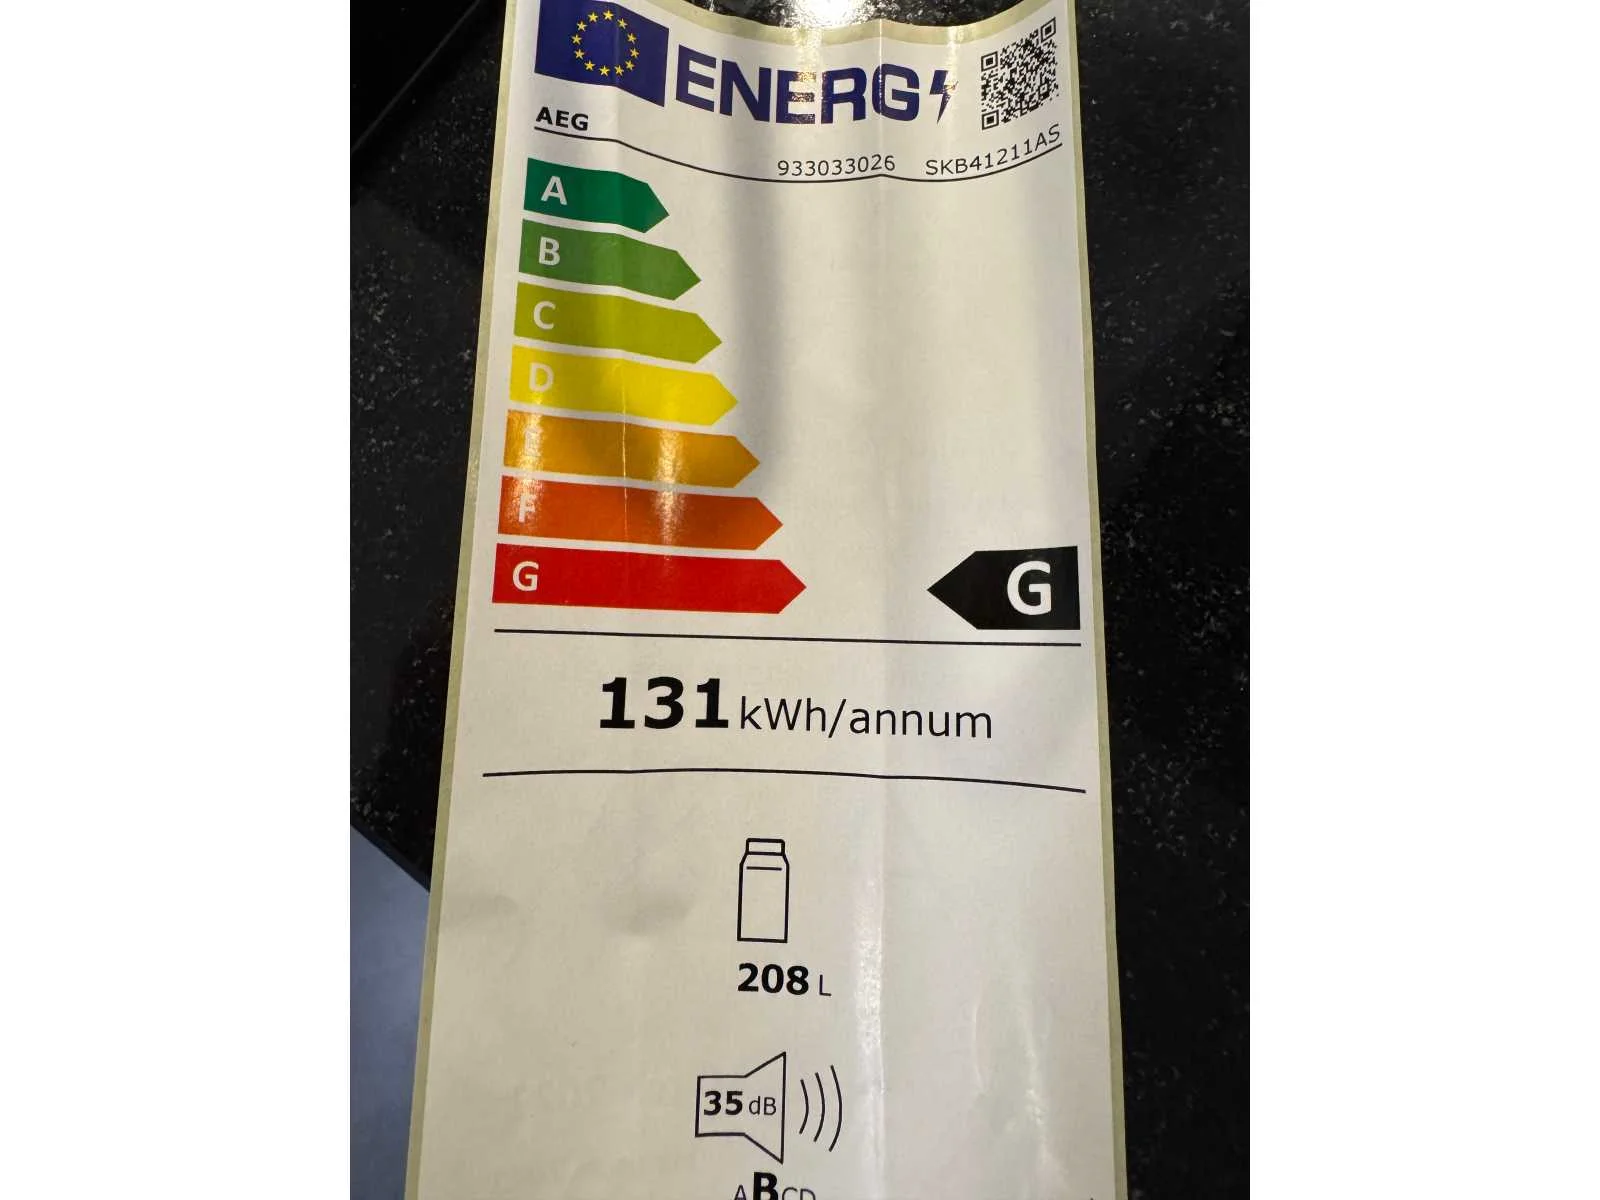 ENERG
AEG
933033026 SKB41211AS
A
B
C
D
E
F
G
G
131 kWh/annum
208 L
35 dB
ABCD